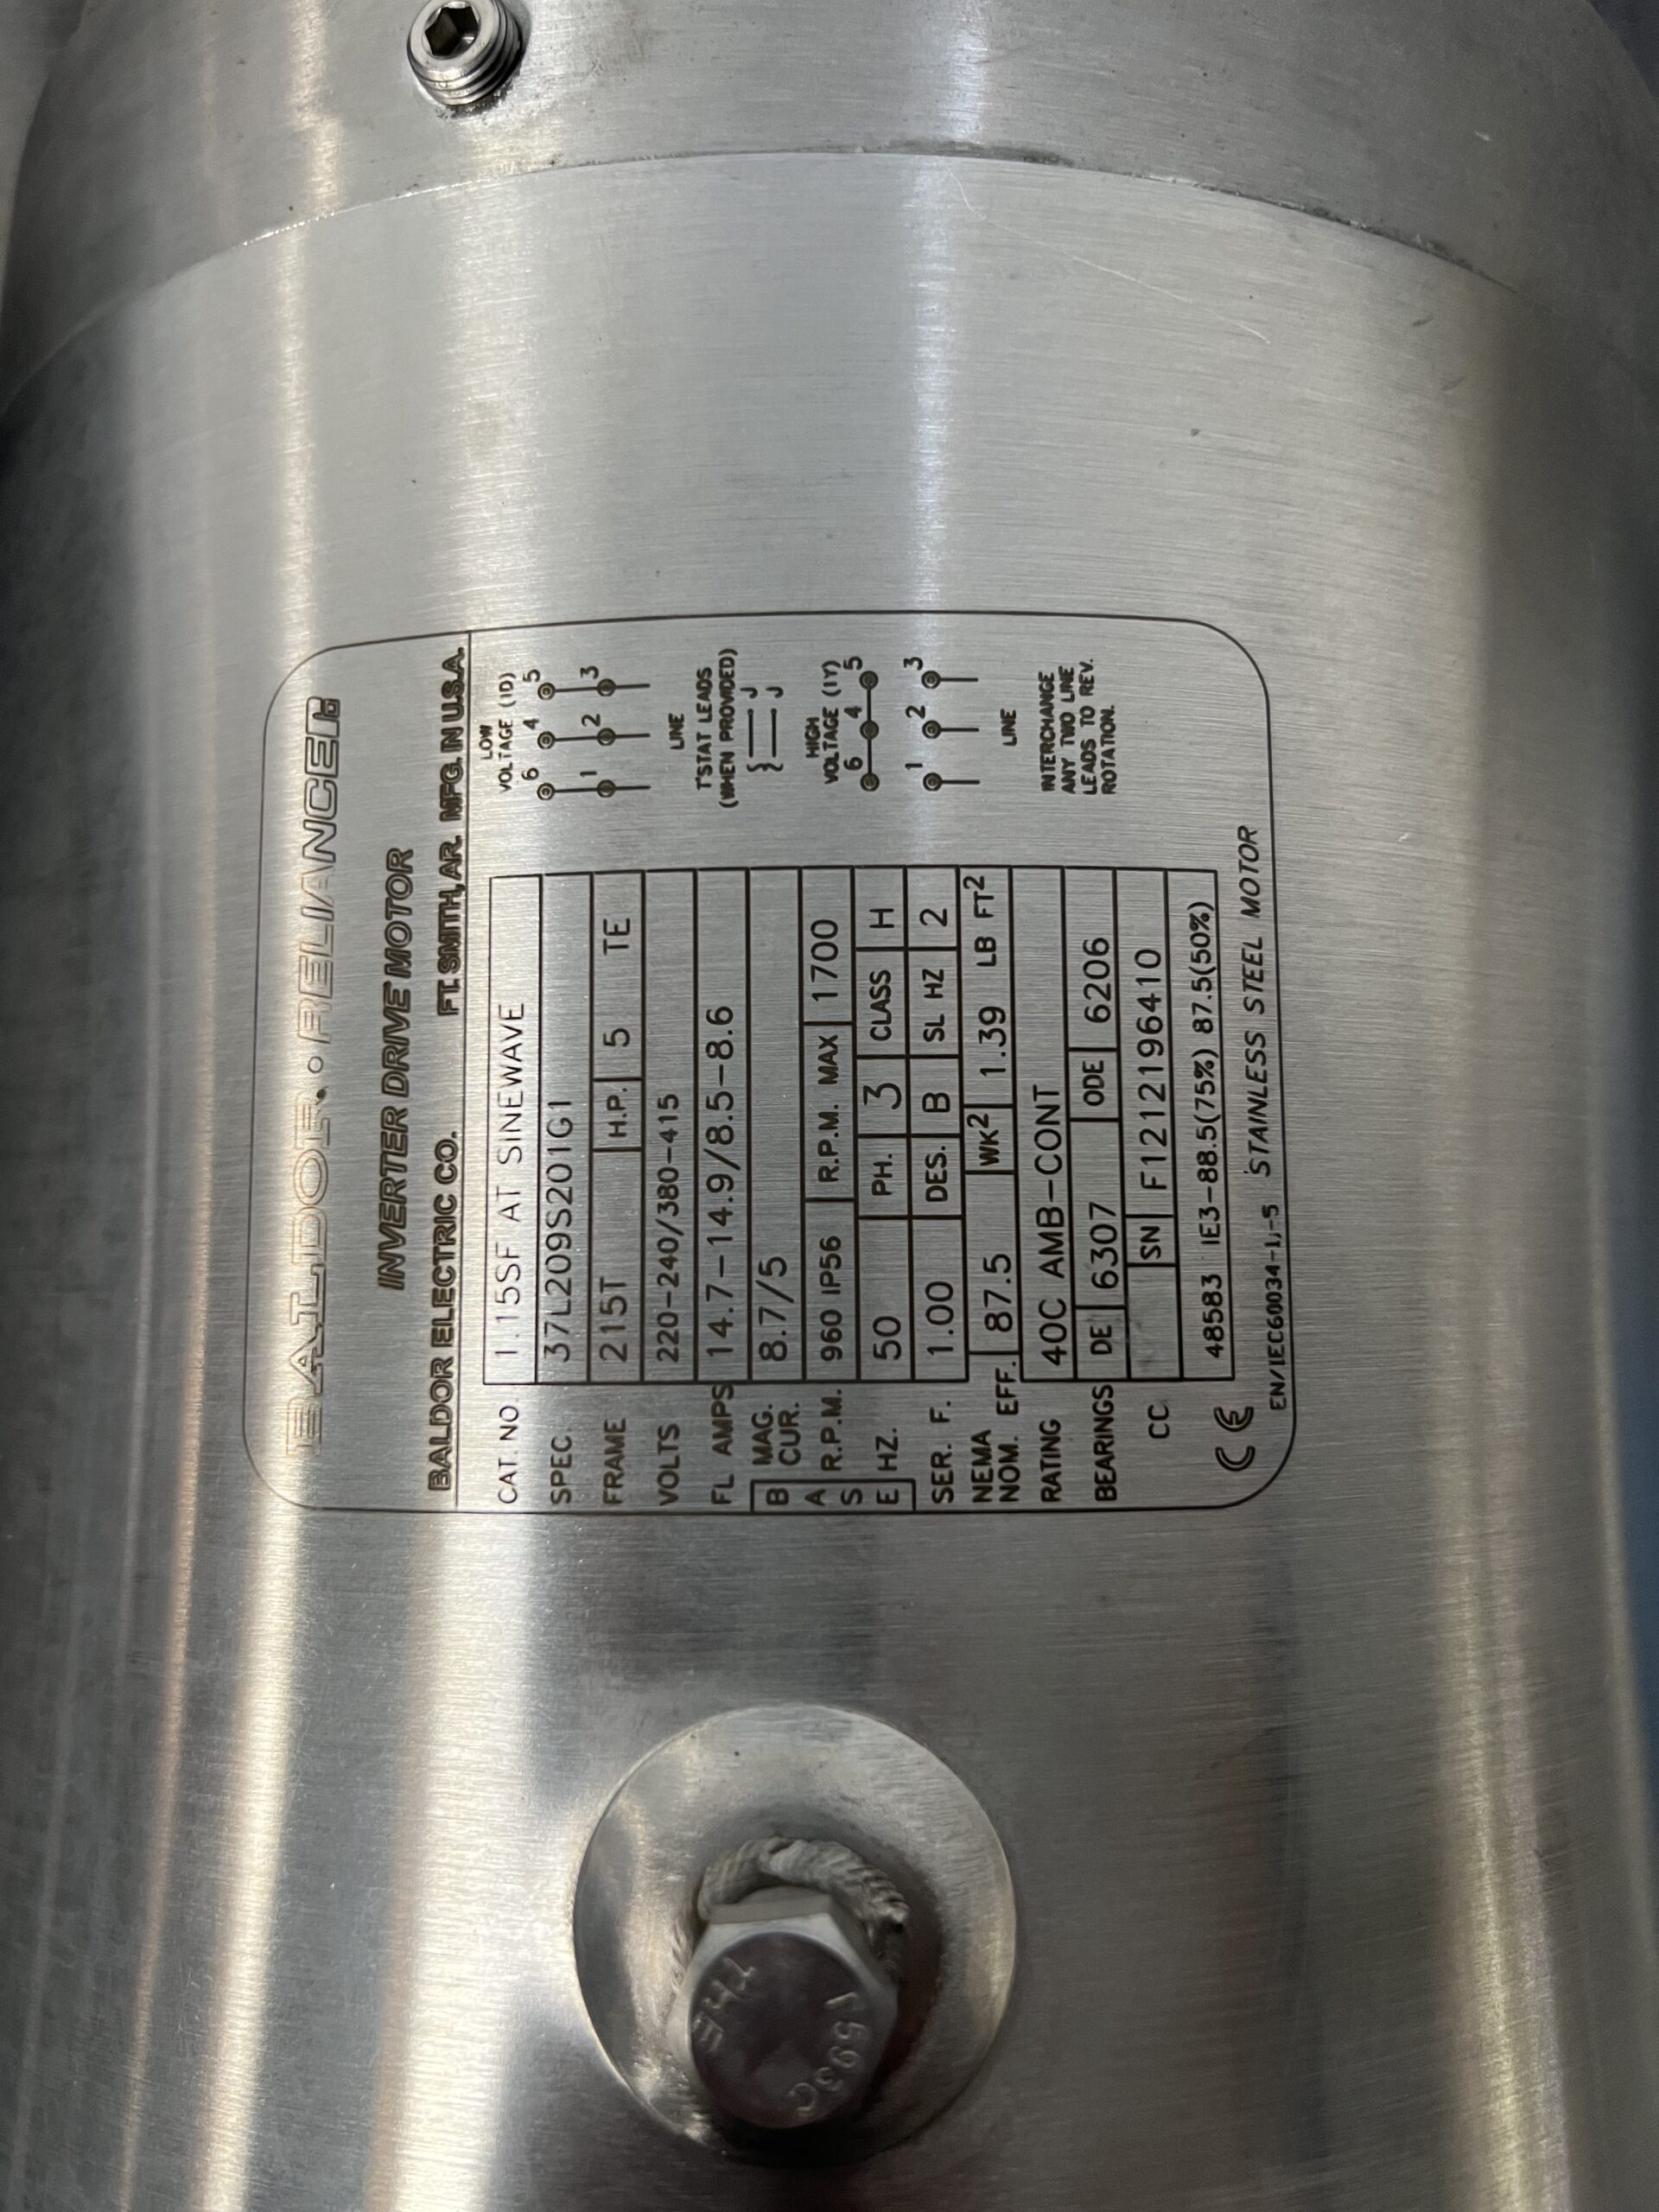 BALDOR • RELIANCE
INVERTER DRIVE MOTOR
BALDOR ELECTRIC CO. FT. SMITH, AR. MFG. IN U.S.A.
CAT. NO. 1.15SF AT SINEWAVE
SPEC. 37L209S201G1
FRAME 215T H.P. 5 TE
VOLTS 220-240/380-415
FL AMPS 14.7-14.9/8.5-8.6
BASE
MAG. CUR. 8.7/5
R.P.M. 960 IP56 R.P.M. MAX 1700
HZ. 50 PH. 3 CLASS H
SER. F. 1.00 DES. B SL HZ 2
NEMA NOM. EFF. 87.5 WK2 1.39 LB FT2
RATING 40C AMB-CONT
BEARINGS DE 6307 ODE 6206
CC SN F1212196410
CE 48583 IE3-88.5(75%) 87.5(50%)
EN/IEC60034-1,-5 STAINLESS STEEL MOTOR
LOW
VOLTAGE (1D)
6 4 5
1 2 3
LINE
T'STAT LEADS
(WHEN PROVIDED)
J
J
HIGH
VOLTAGE (1Y)
6 4 5
1 2 3
LINE
INTERCHANGE
ANY TWO LINE
LEADS TO REV.
ROTATION.
THE
F593C